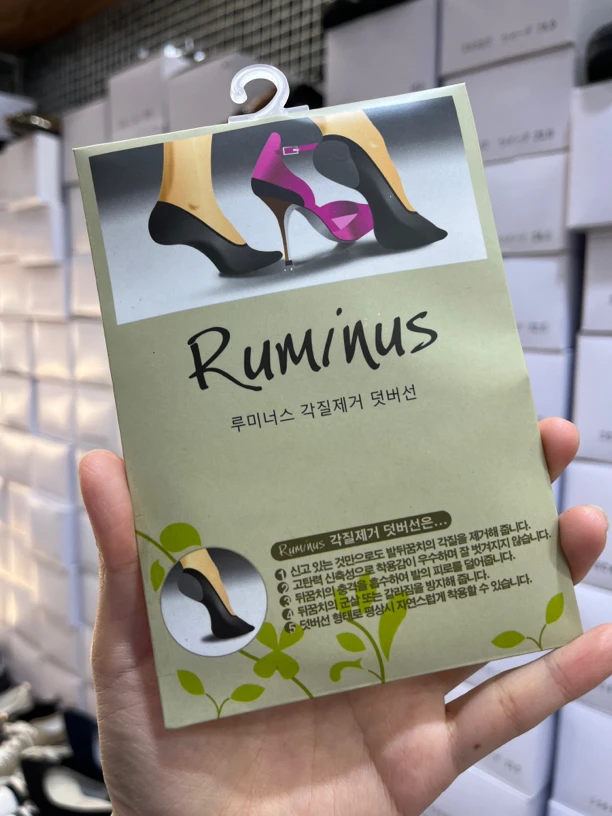 Ruminus
루미너스 각질제거 덧버선
Ruminus 각질제거 덧버선은...
1 신고 있는 것만으로도 발뒤꿈치의 각질을 제거해 줍니다.
2 고탄력 신축성으로 착용감이 우수하며 잘 벗겨지지 않습니다.
3 뒤꿈치의 충격을 흡수하여 발의 피로를 덜어줍니다.
4 뒤꿈치의 군살 또는 갈라짐을 방지해 줍니다.
5 덧버선 형태로 평상시 자연스럽게 착용할 수 있습니다.